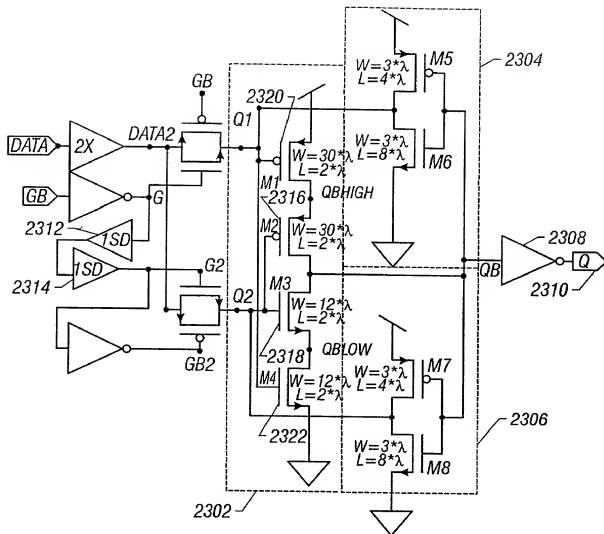 2304
M5
W=3*λ
L=4*λ
GB
2320
Q1
DATA
2X
DATA2
W=3*λ
L=8*λ
M6
GB
G
M1
W=30*λ
L=2*λ
2316
QBHIGH
2312
1SD
M2
W=30*λ
L=2*λ
2308
2314
1SD
G2
QB
Q
2310
Q2
M3
W=12*λ
L=2*λ
2318
QBLOW
M7
W=3*λ
L=4*λ
GB2
M4
W=12*λ
L=2*λ
2322
2306
W=3*λ
L=8*λ
M8
2302